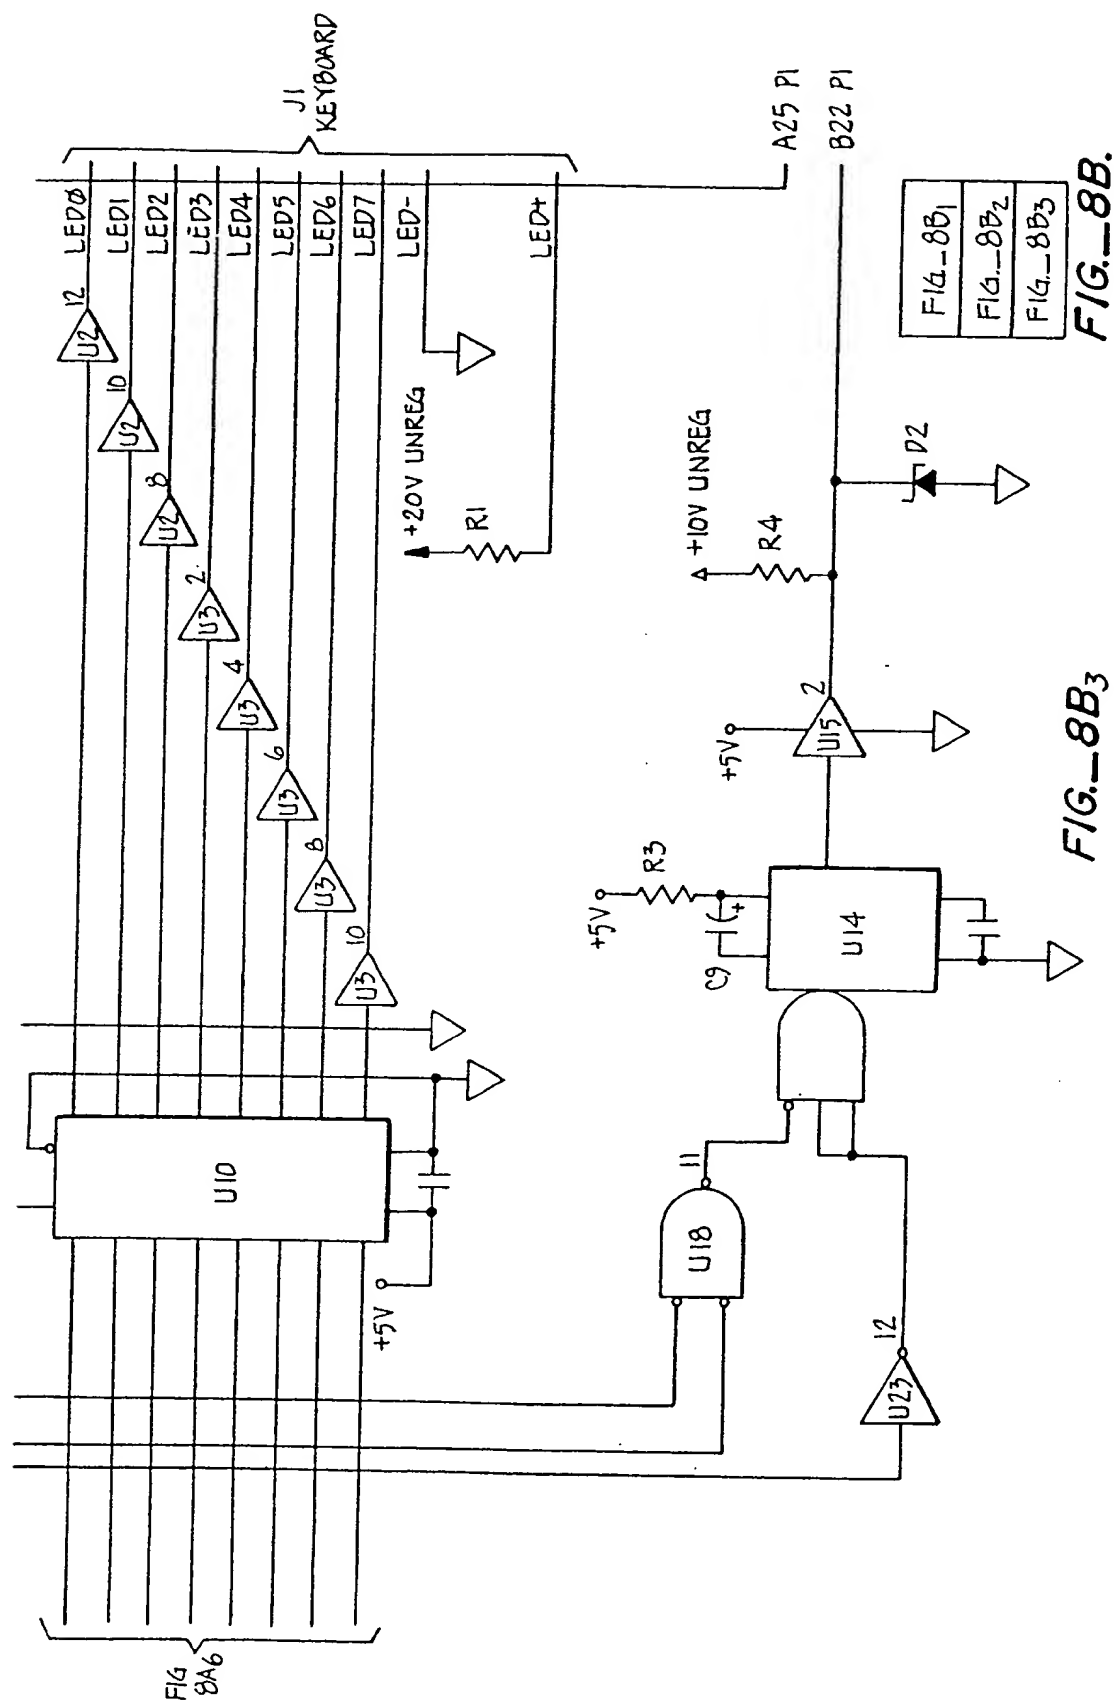 J1
KEYBOARD
LEDØ
LED1
LED2
LED3
LED4
LED5
LED6
LED7
LED-
LED+
A25 P1
B22 P1
12
U2
10
U2
8
U2
2
U3
4
U3
6
U3
8
U3
10
U3
+20V UNREG
R1
U10
+5V
FIG
8A6
+10V UNREG
R4
D2
+5V
U15
2
+5V
R3
C9
+
U14
U18
11
U23
12
FIG._8B3
FIG._8B1
FIG._8B2
FIG._8B3
FIG._8B.